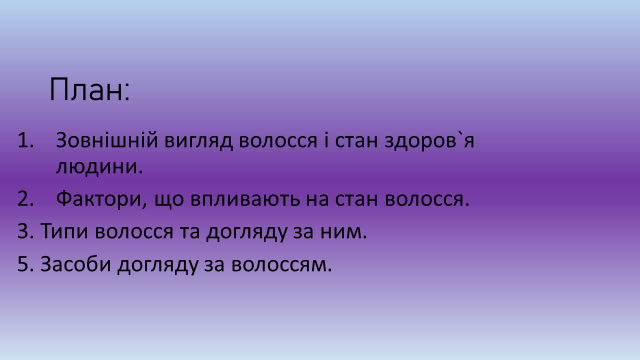 План:
1. Зовнішній вигляд волосся і стан здоров`я
людини.
2. Фактори, що впливають на стан волосся.
3. Типи волосся та догляду за ним.
5. Засоби догляду за волоссям.